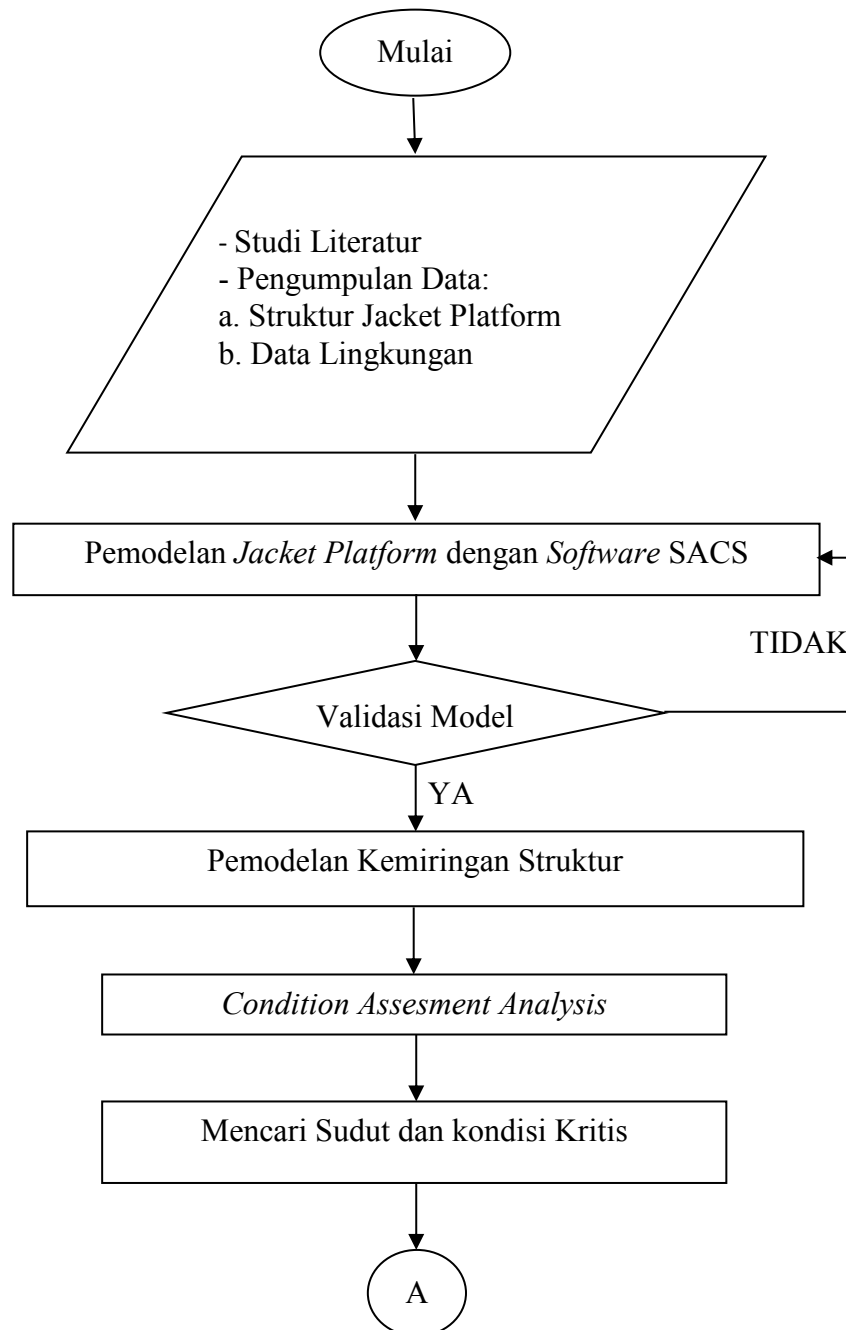 Mulai
- Studi Literatur
- Pengumpulan Data:
a. Struktur Jacket Platform
b. Data Lingkungan
Pemodelan Jacket Platform dengan Software SACS
TIDAK
Validasi Model
YA
Pemodelan Kemiringan Struktur
Condition Assesment Analysis
Mencari Sudut dan kondisi Kritis
A